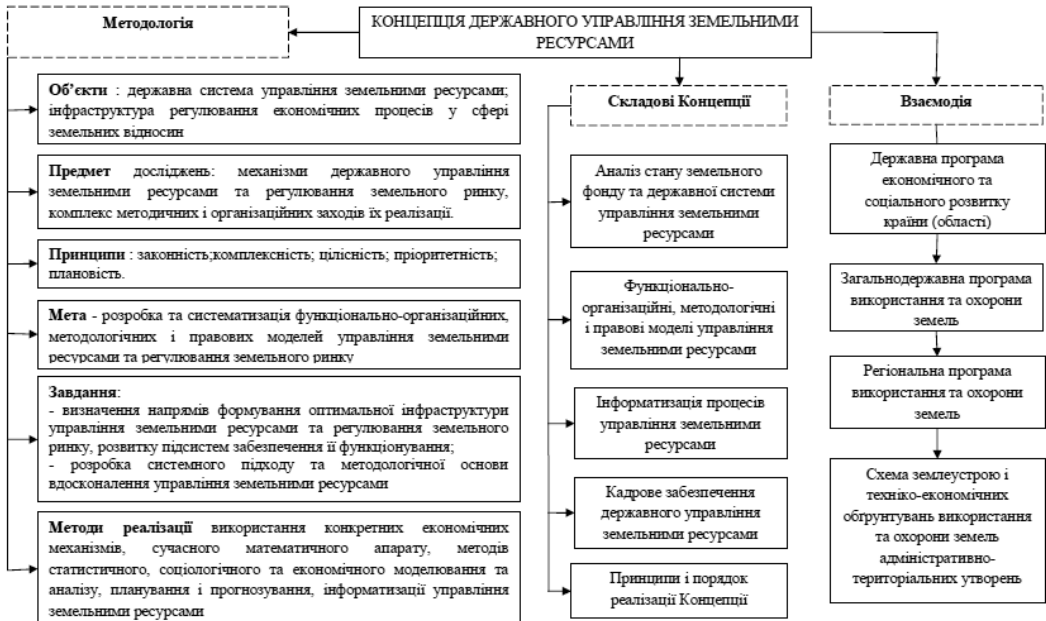 КОНЦЕПЦІЯ ДЕРЖАВНОГО УПРАВЛІННЯ ЗЕМЕЛЬНИМИ
РЕСУРСАМИ
Методологія
Об’єкти : державна система управління земельними ресурсами;
інфраструктура регулювання економічних процесів у сфері
земельних відносин
Предмет досліджень: механізми державного управління
земельними ресурсами та регулювання земельного ринку,
комплекс методичних і організаційних заходів їх реалізації.
Принципи : законність;комплексність; цілісність; пріоритетність;
плановість.
Мета - розробка та систематизація функціонально-організаційних,
методологічних і правових моделей управління земельними
ресурсами та регулювання земельного ринку
Завдання:
- визначення напрямів формування оптимальної інфраструктури
управління земельними ресурсами та регулювання земельного
ринку, розвитку підсистем забезпечення її функціонування;
- розробка системного підходу та методологічної основи
вдосконалення управління земельними ресурсами
Методи реалізації використання конкретних економічних
механізмів, сучасного математичного апарату, методів
статистичного, соціологічного та економічного моделювання та
аналізу, планування і прогнозування, інформатизації управління
земельними ресурсами
Складові Концепції
Аналіз стану земельного
фонду та державної системи
управління земельними
ресурсами
Функціонально-
організаційні, методологічні
і правові моделі управління
земельними ресурсами
Інформатизація процесів
управління земельними
ресурсами
Кадрове забезпечення
державного управління
земельними ресурсами
Принципи і порядок
реалізації Концепції
Взаємодія
Державна програма
економічного та
соціального розвитку
країни (області)
Загальнодержавна програма
використання та охорони
земель
Регіональна програма
використання та охорони
земель
Схема землеустрою і
техніко-економічних
обґрунтувань використання
та охорони земель
адміністративно-
територіальних утворень